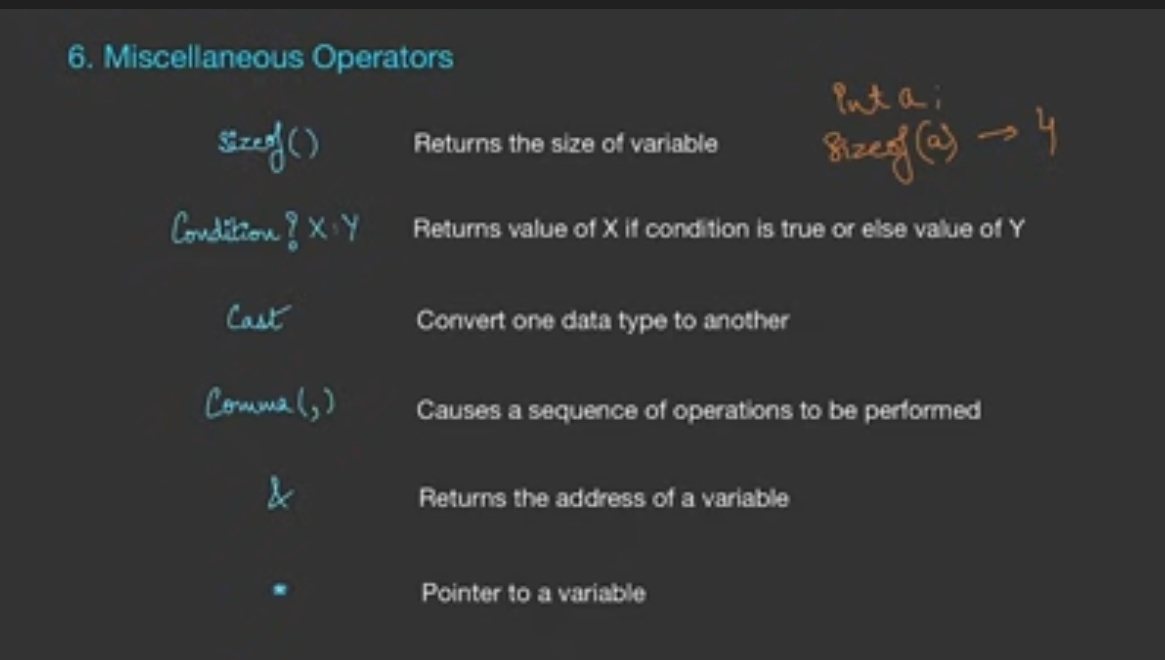 6. Miscellaneous Operators
int a;
sizeof() Returns the size of variable sizeof(a) → 4
Condition ? X : Y Returns value of X if condition is true or else value of Y
Cast Convert one data type to another
Comma (,) Causes a sequence of operations to be performed
& Returns the address of a variable
* Pointer to a variable